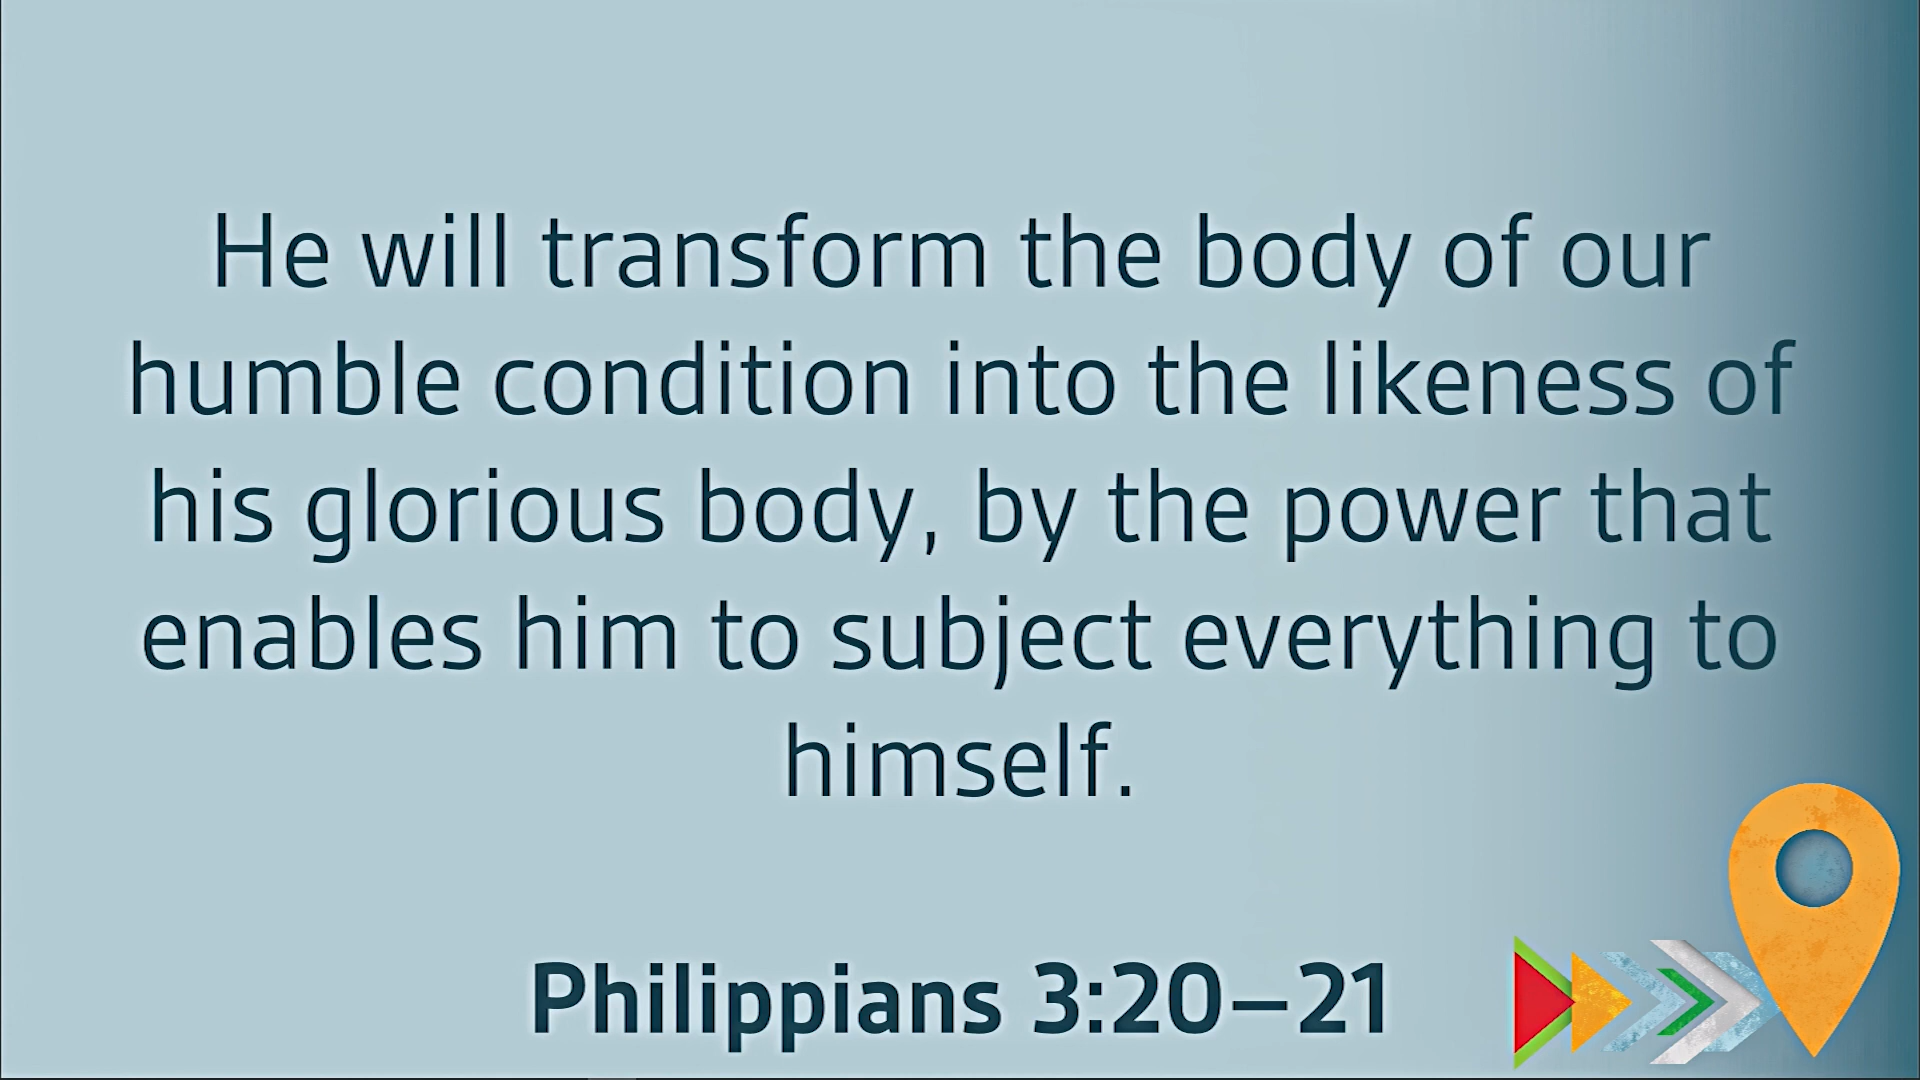 He will transform the body of our
humble condition into the likeness of
his glorious body, by the power that
enables him to subject everything to
himself.
Philippians 3:20–21